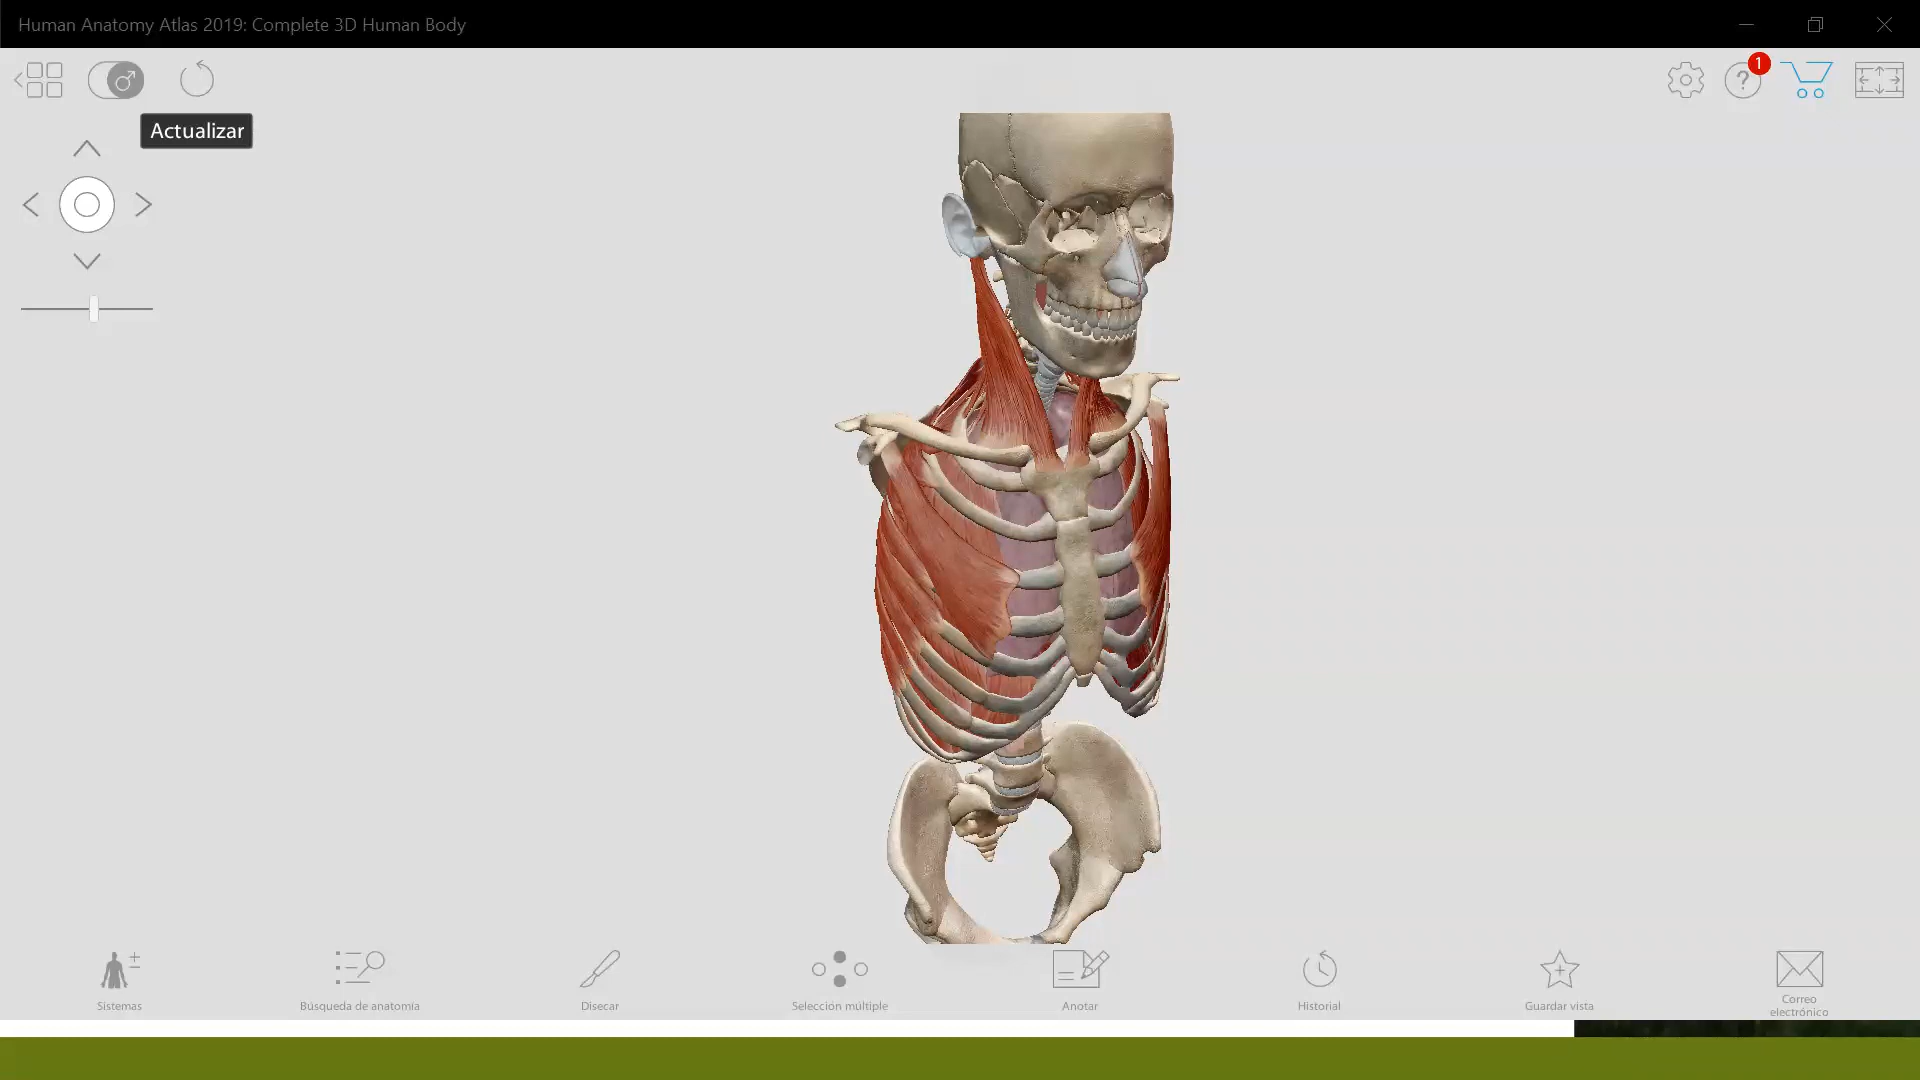 Human Anatomy Atlas 2019: Complete 3D Human Body
1
?
Actualizar
Sistemas
Búsqueda de anatomía
Disecar
Selección múltiple
Anotar
Historial
Guardar vista
Correo
electrónico